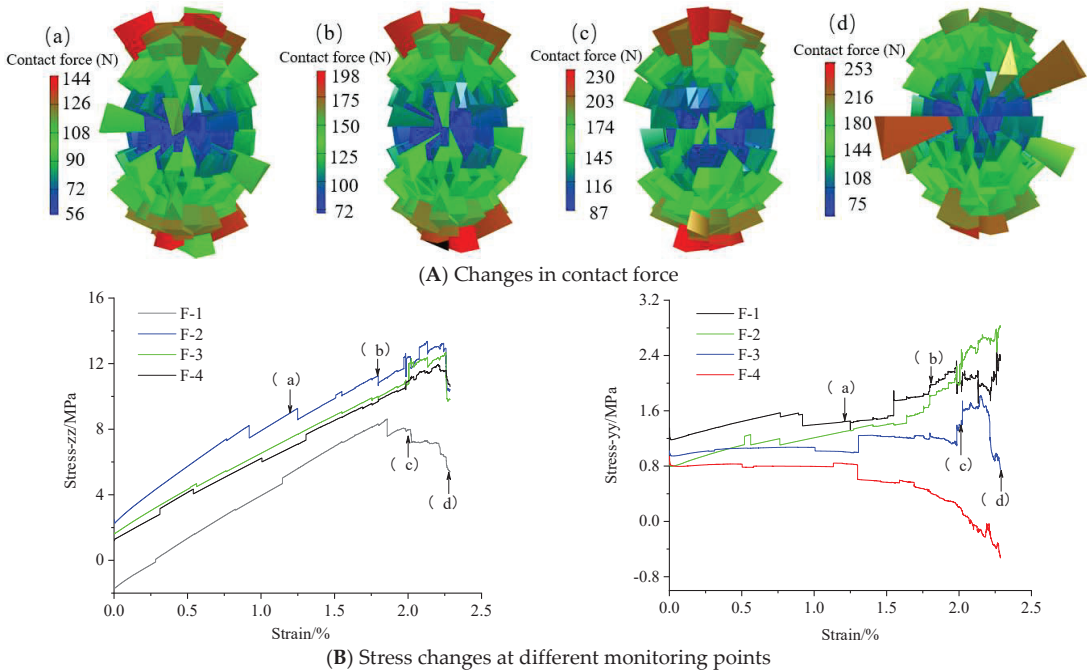 (a)
Contact force (N)
144
126
108
90
72
56
(b)
Contact force (N)
198
175
150
125
100
72
(c)
Contact force (N)
230
203
174
145
116
87
(d)
Contact force (N)
253
216
180
144
108
75
(A) Changes in contact force
16
12
8
4
0
Stress-zz/MPa
F-1
F-2
F-3
F-4
( a)
( b)
( c)
( d)
0.0 0.5 1.0 1.5 2.0 2.5
Strain/%
3.2
2.4
1.6
0.8
0.0
-0.8
Stress-yy/MPa
F-1
F-2
F-3
F-4
( a)
( b)
( c)
( d)
0.0 0.5 1.0 1.5 2.0 2.5
Strain/%
(B) Stress changes at different monitoring points